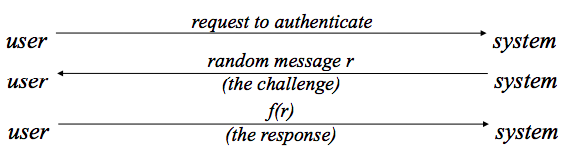 request to authenticate
user system
random message r
user system
(the challenge)
f(r)
user system
(the response)